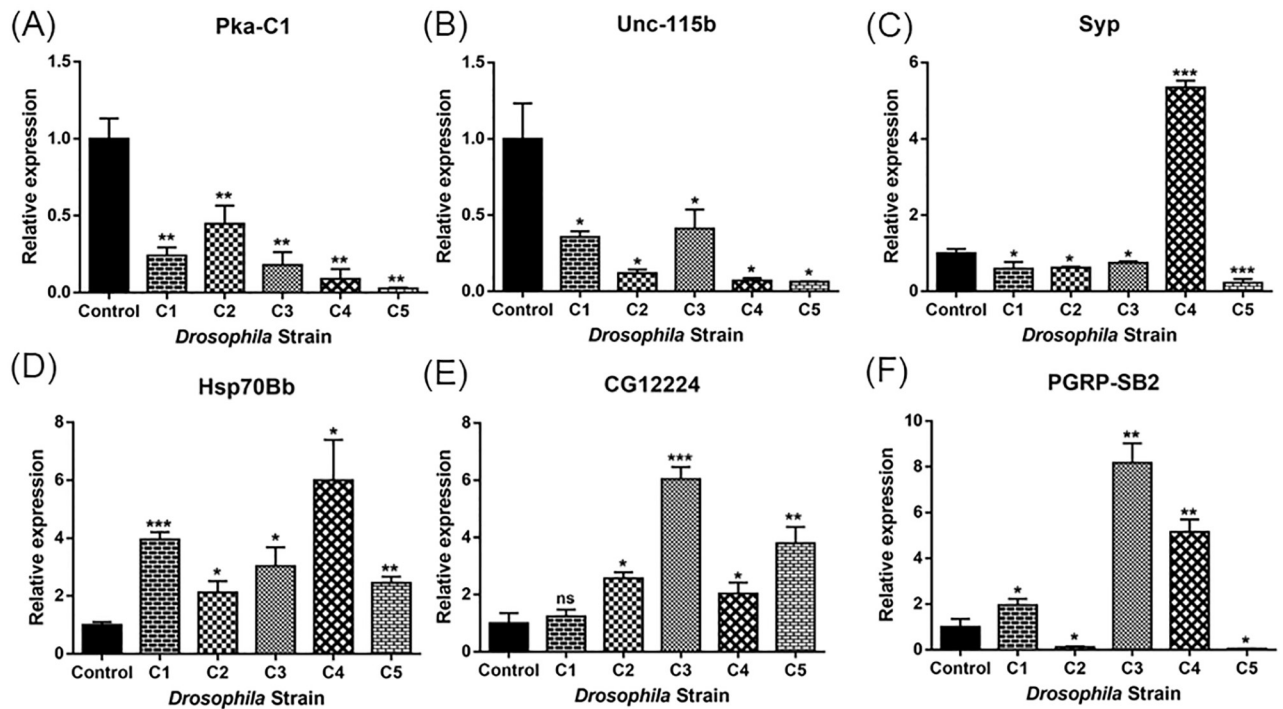 (A)
Pka-C1
Relative expression
1.5
1.0
0.5
0.0
**
**
**
**
**
Control C1 C2 C3 C4 C5
Drosophila Strain
(B)
Unc-115b
Relative expression
1.5
1.0
0.5
0.0
*
*
*
*
*
Control C1 C2 C3 C4 C5
Drosophila Strain
(C)
Syp
Relative expression
6
4
2
0
*
*
*
***
***
Control C1 C2 C3 C4 C5
Drosophila Strain
(D)
Hsp70Bb
Relative expression
8
6
4
2
0
***
*
*
*
**
Control C1 C2 C3 C4 C5
Drosophila Strain
(E)
CG12224
Relative expression
8
6
4
2
0
ns
*
***
*
**
Control C1 C2 C3 C4 C5
Drosophila Strain
(F)
PGRP-SB2
Relative expression
10
8
6
4
2
0
*
*
**
**
*
Control C1 C2 C3 C4 C5
Drosophila Strain